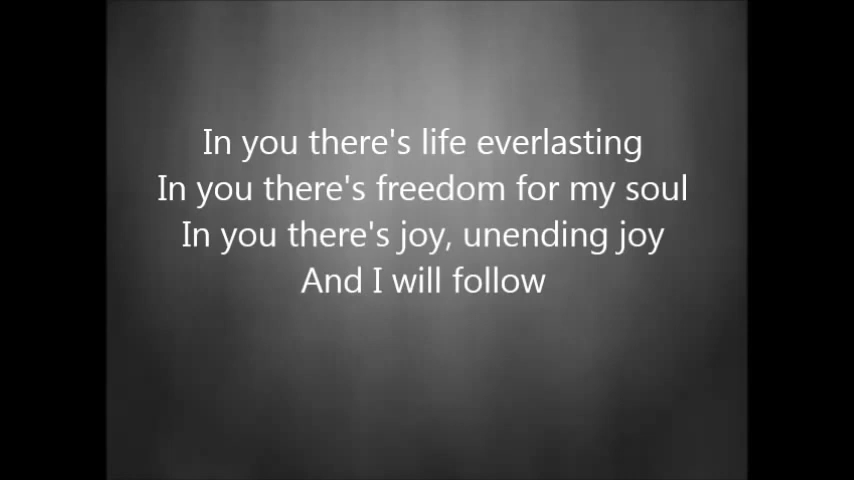 In you there's life everlasting
In you there's freedom for my soul
In you there's joy, unending joy
And I will follow